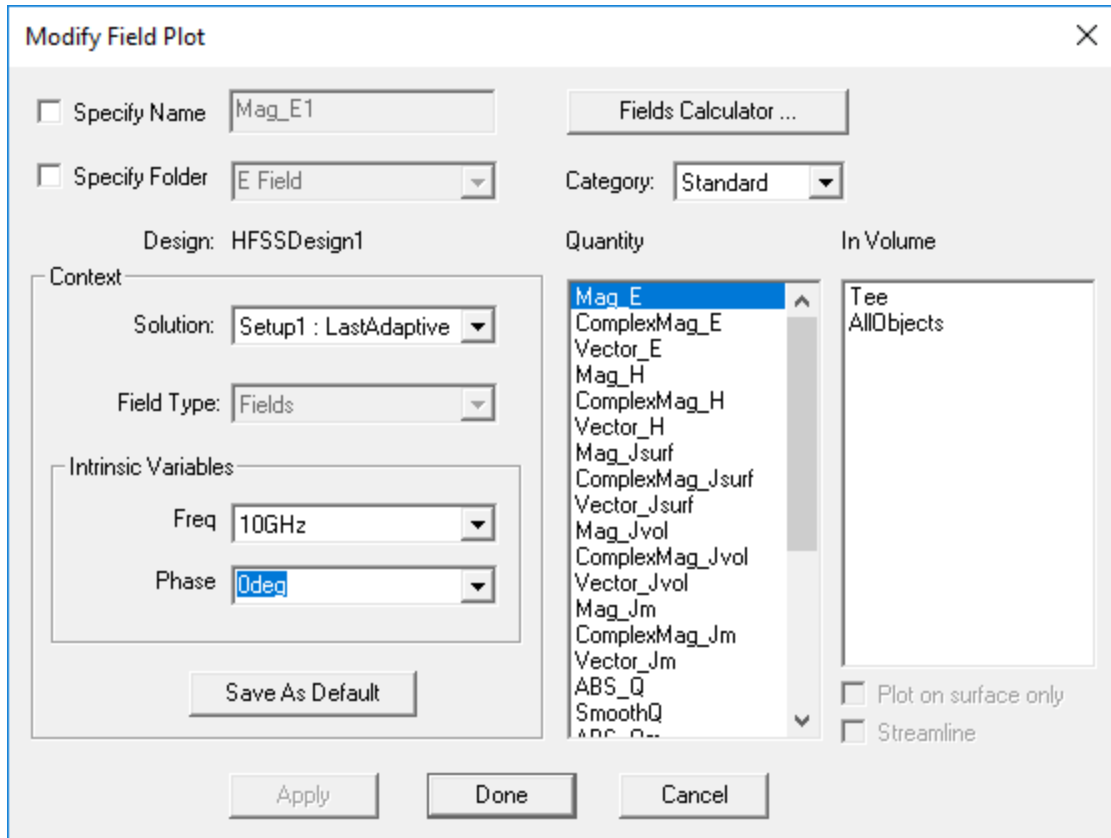 Modify Field Plot
Specify Name
Mag_E1
Fields Calculator ...
Specify Folder
E Field
Category:
Standard
Design:
HFSSDesign1
Quantity
In Volume
Context
Solution:
Setup1 : LastAdaptive
Field Type:
Fields
Intrinsic Variables
Freq
10GHz
Phase
0deg
Save As Default
Mag_E
ComplexMag_E
Vector_E
Mag_H
ComplexMag_H
Vector_H
Mag_Jsurf
ComplexMag_Jsurf
Vector_Jsurf
Mag_Jvol
ComplexMag_Jvol
Vector_Jvol
Mag_Jm
ComplexMag_Jm
Vector_Jm
ABS_Q
SmoothQ
Tee
AllObjects
Plot on surface only
Streamline
Apply
Done
Cancel